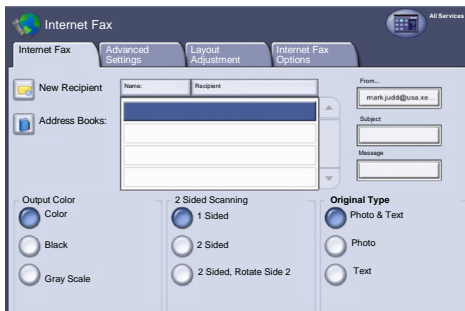 Internet Fax
All Services
Internet Fax
Advanced Settings
Layout Adjustment
Internet Fax Options
New Recipient
Address Books:
Name:
Recipient
From...
mark.judd@usa.xe...
Subject
Message
Output Color
Color
Black
Gray Scale
2 Sided Scanning
1 Sided
2 Sided
2 Sided, Rotate Side 2
Original Type
Photo & Text
Photo
Text